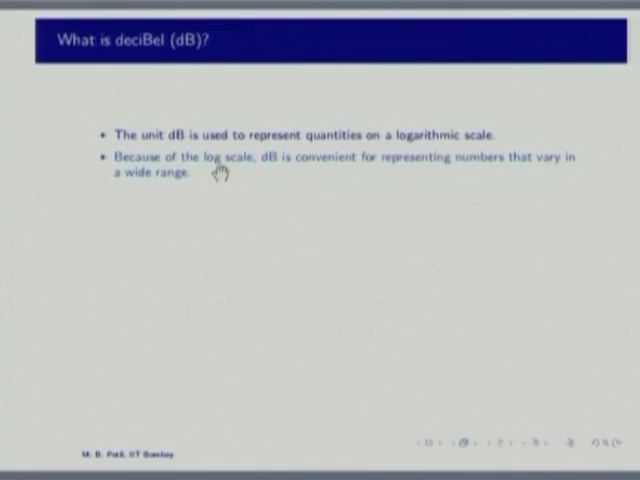 What is deciBel (dB)?
• The unit dB is used to represent quantities on a logarithmic scale.
• Because of the log scale, dB is convenient for representing numbers that vary in
a wide range.
M. B. Patil, IIT Bombay